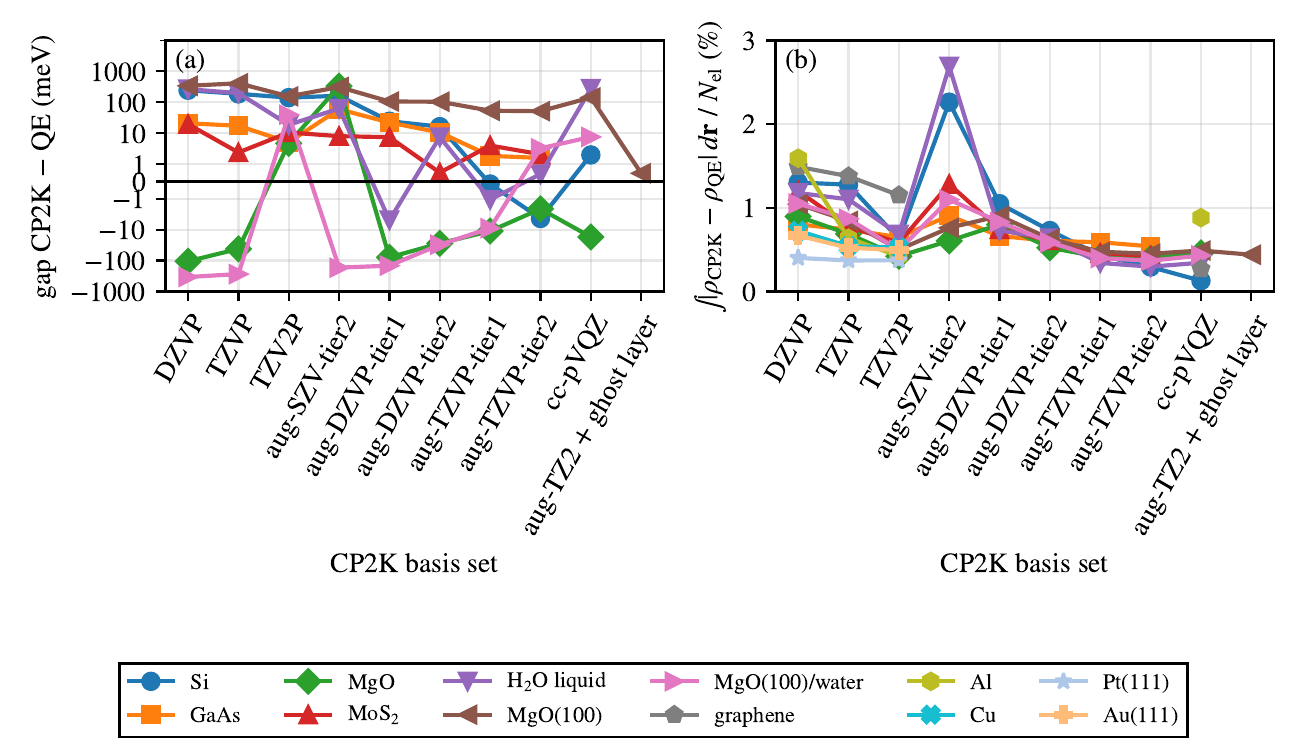 (a)
gap CP2K − QE (meV)
1000
100
10
1
0
−1
−10
−100
−1000
DZVP
TZVP
TZV2P
aug-SZV-tier2
aug-DZVP-tier1
aug-DZVP-tier2
aug-TZVP-tier1
aug-TZVP-tier2
cc-pVQZ
aug-TZ2 + ghost layer
CP2K basis set
(b)
∫|ρCP2K − ρQE| dr / Nel (%)
3
2
1
0
DZVP
TZVP
TZV2P
aug-SZV-tier2
aug-DZVP-tier1
aug-DZVP-tier2
aug-TZVP-tier1
aug-TZVP-tier2
cc-pVQZ
aug-TZ2 + ghost layer
CP2K basis set
Si
MgO
H₂O liquid
MgO(100)/water
Al
Pt(111)
GaAs
MoS₂
MgO(100)
graphene
Cu
Au(111)